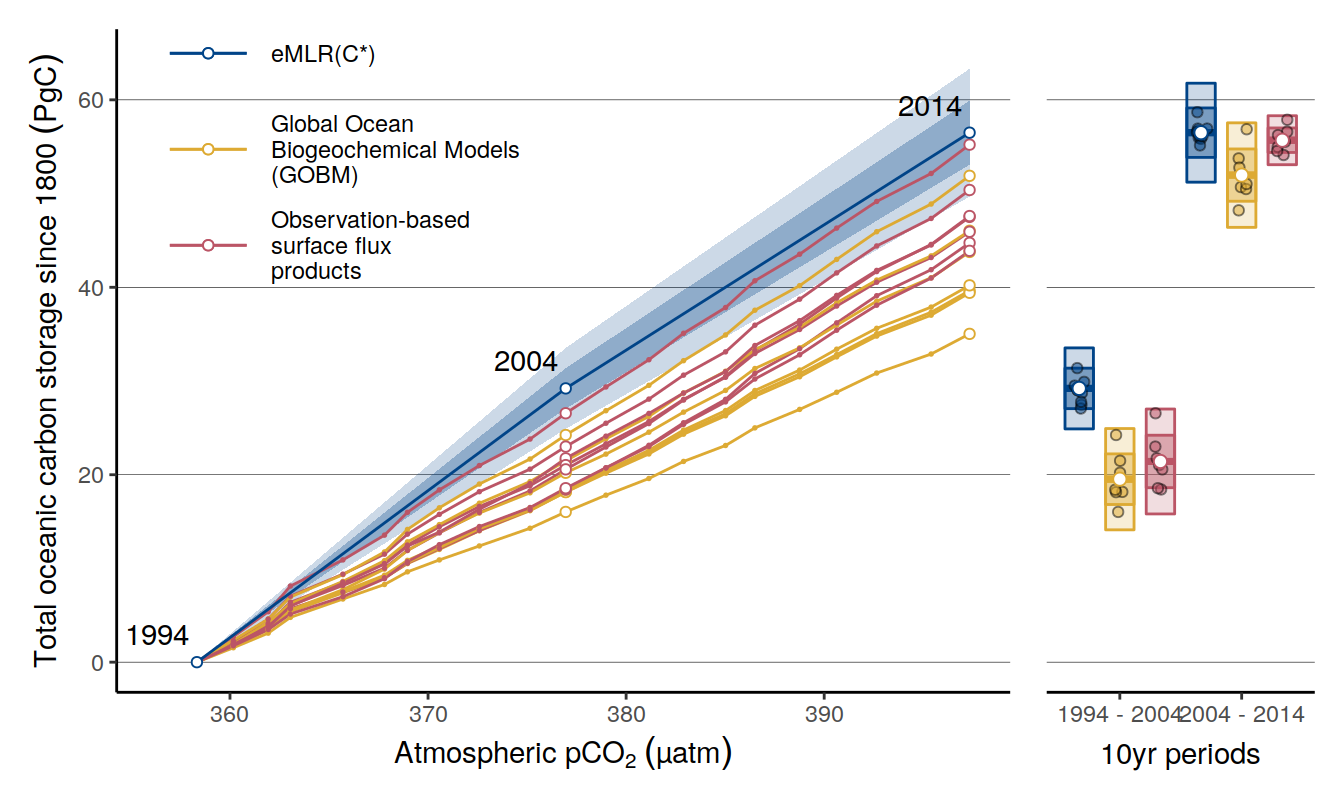 Total oceanic carbon storage since 1800 (PgC)
60
40
20
0
eMLR(C*)
Global Ocean
Biogeochemical Models
(GOBM)
Observation-based
surface flux
products
1994
2004
2014
360
370
380
390
Atmospheric pCO₂ (µatm)
1994 - 2004
2004 - 2014
10yr periods